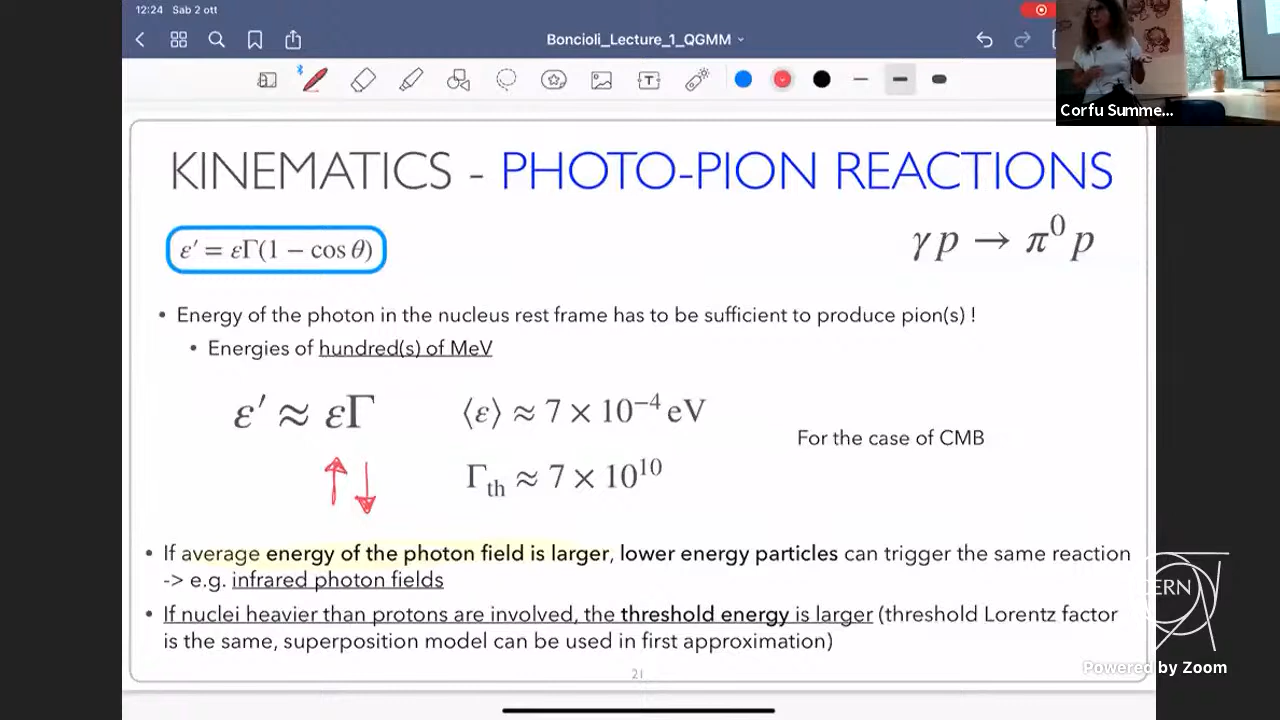 12:24 Sab 2 ott
Boncioli_Lecture_1_QGMM
Corfu Summe...
KINEMATICS - PHOTO-PION REACTIONS
ε′ = εΓ(1 − cos θ)
γ p → π⁰ p
• Energy of the photon in the nucleus rest frame has to be sufficient to produce pion(s) !
• Energies of hundred(s) of MeV
ε′ ≈ εΓ
⟨ε⟩ ≈ 7 × 10⁻⁴ eV
For the case of CMB
Γth ≈ 7 × 10¹⁰
• If average energy of the photon field is larger, lower energy particles can trigger the same reaction
-> e.g. infrared photon fields
• If nuclei heavier than protons are involved, the threshold energy is larger (threshold Lorentz factor
is the same, superposition model can be used in first approximation)
21
CERN
Powered by Zoom